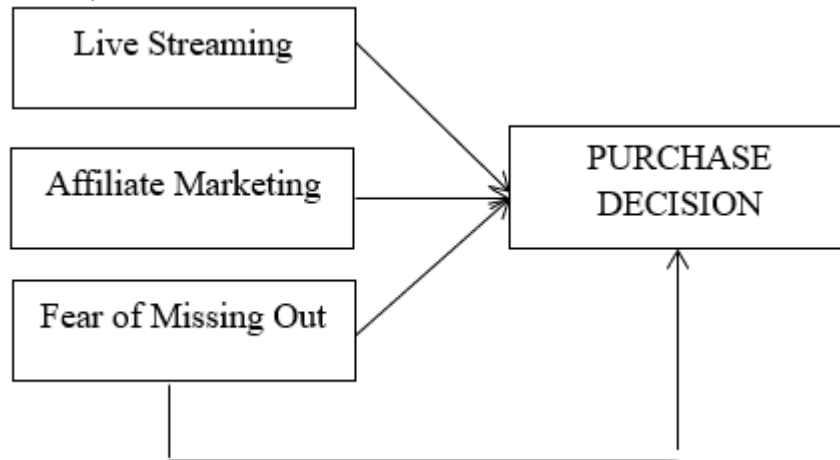 Live Streaming
Affiliate Marketing
Fear of Missing Out
PURCHASE
DECISION